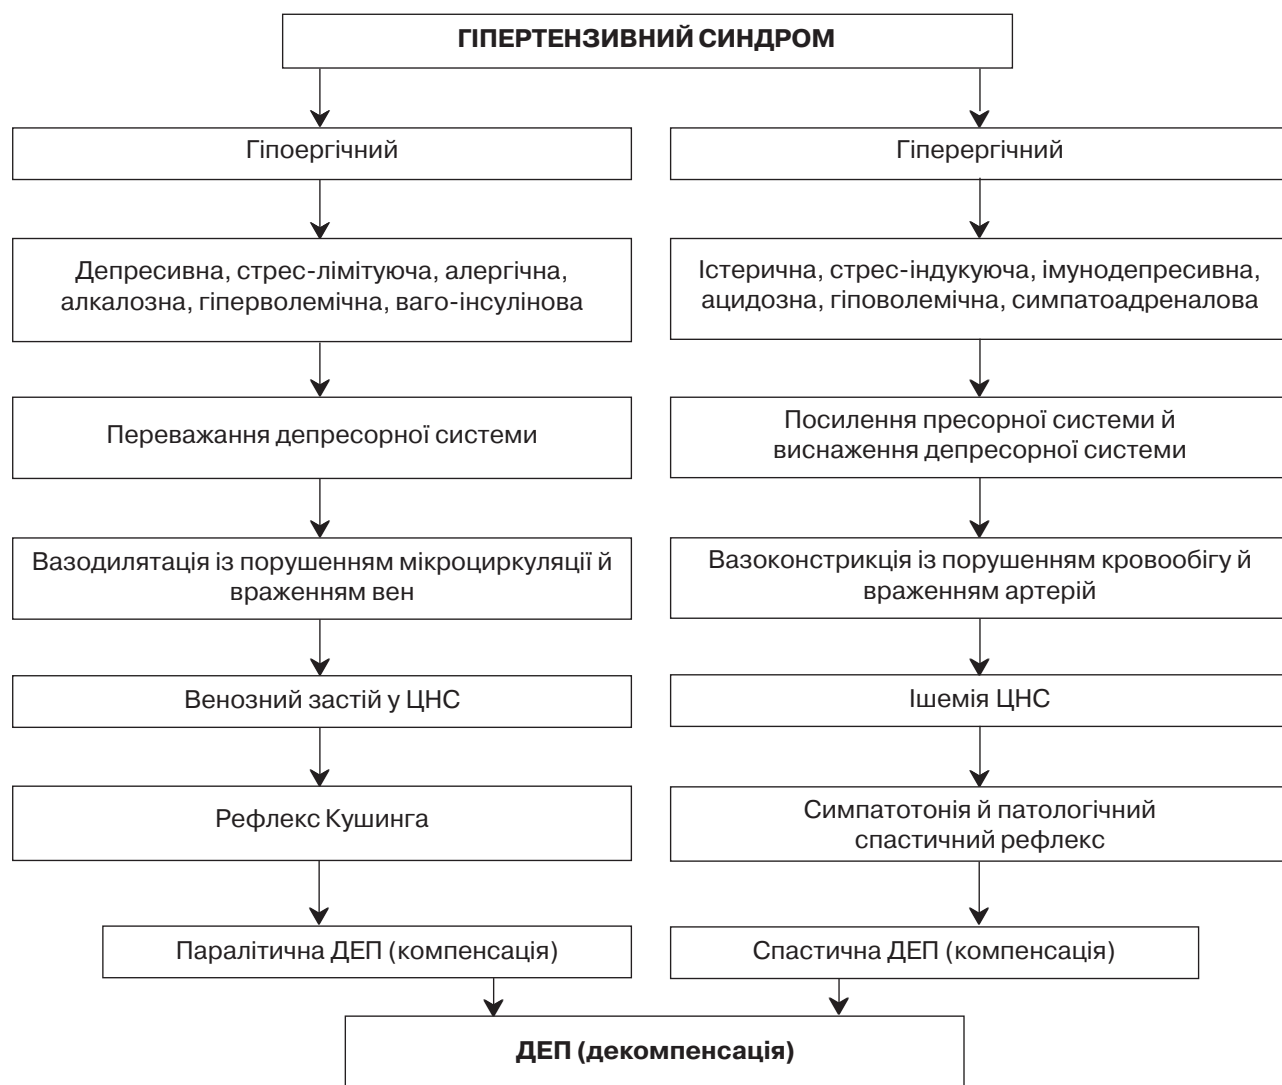 ГІПЕРТЕНЗИВНИЙ СИНДРОМ
Гіпоергічний
Гіперергічний
Депресивна, стрес-лімітуюча, алергічна,
алкалозна, гіперволемічна, ваго-інсулінова
Істерична, стрес-індукуюча, імунодепресивна,
ацидозна, гіповолемічна, симпатоадреналова
Переважання депресорної системи
Посилення пресорної системи й
виснаження депресорної системи
Вазодилятація із порушенням мікроциркуляції й
враженням вен
Вазоконстрикція із порушенням кровообігу й
враженням артерій
Венозний застій у ЦНС
Ішемія ЦНС
Рефлекс Кушинга
Симпатотонія й патологічний
спастичний рефлекс
Паралітична ДЕП (компенсація)
Спастична ДЕП (компенсація)
ДЕП (декомпенсація)